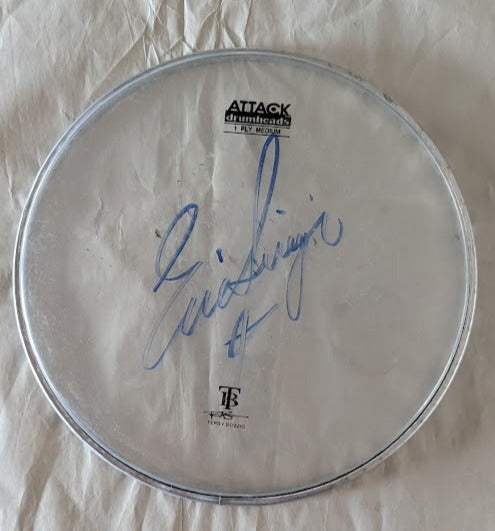 ATTACK
drumheads
1 PLY MEDIUM
Eric Singer
TB
TERRY BOZZIO